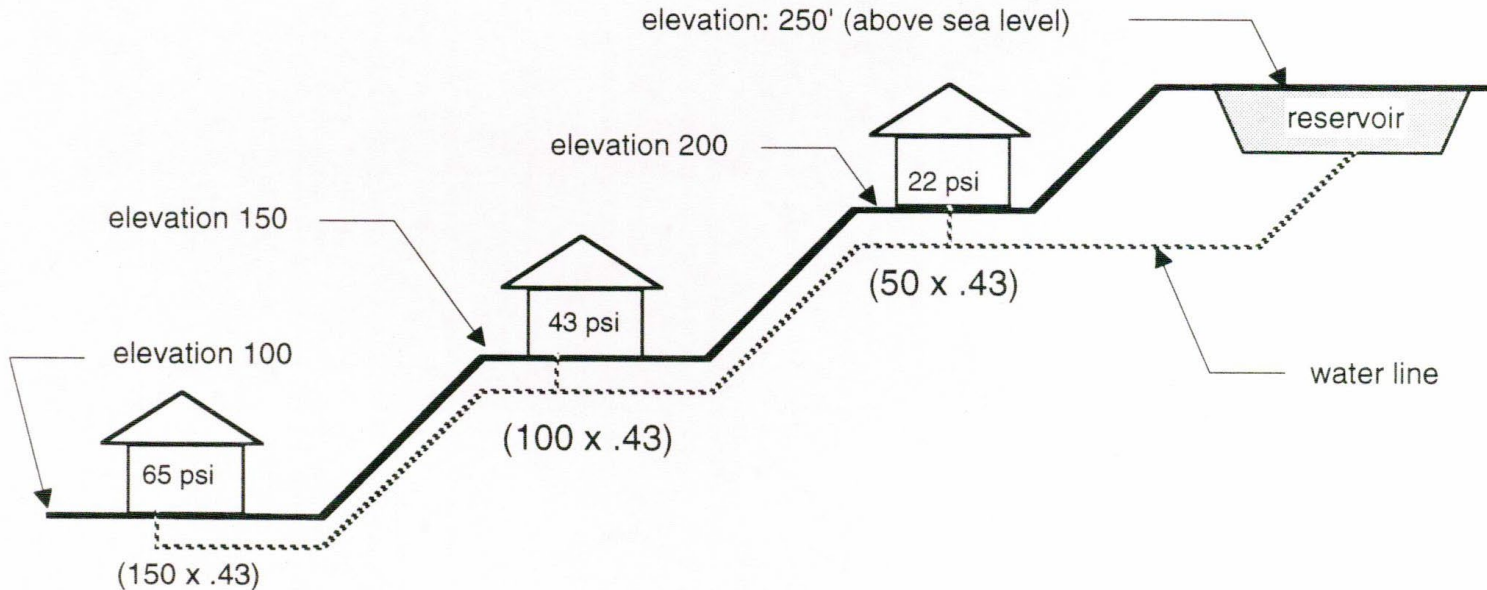 elevation: 250' (above sea level)
reservoir
elevation 200
22 psi
elevation 150
(50 x .43)
43 psi
elevation 100
water line
(100 x .43)
65 psi
(150 x .43)